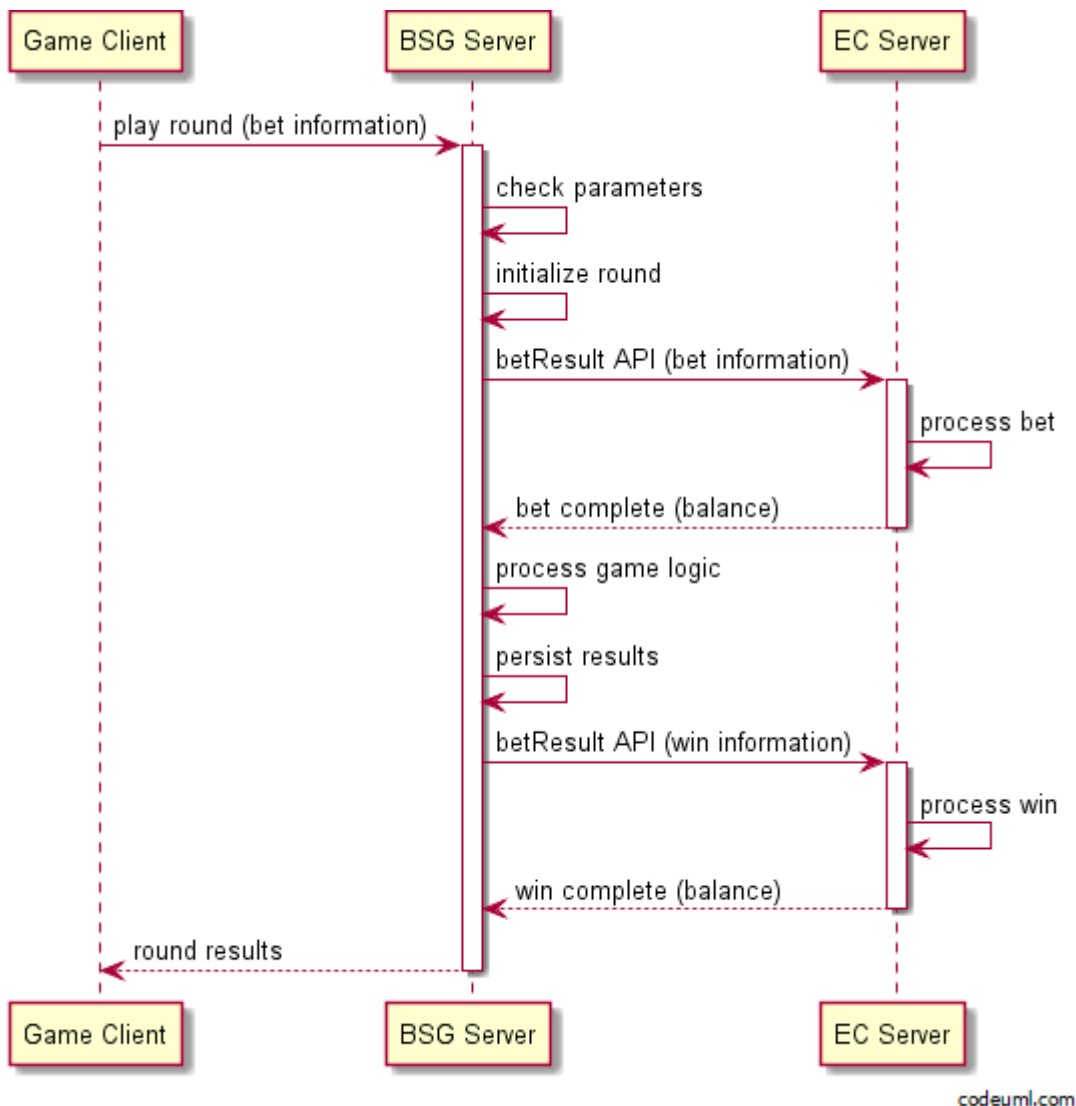 Game Client
BSG Server
EC Server
play round (bet information)
check parameters
initialize round
betResult API (bet information)
process bet
bet complete (balance)
process game logic
persist results
betResult API (win information)
process win
win complete (balance)
round results
Game Client
BSG Server
EC Server
codeuml.com